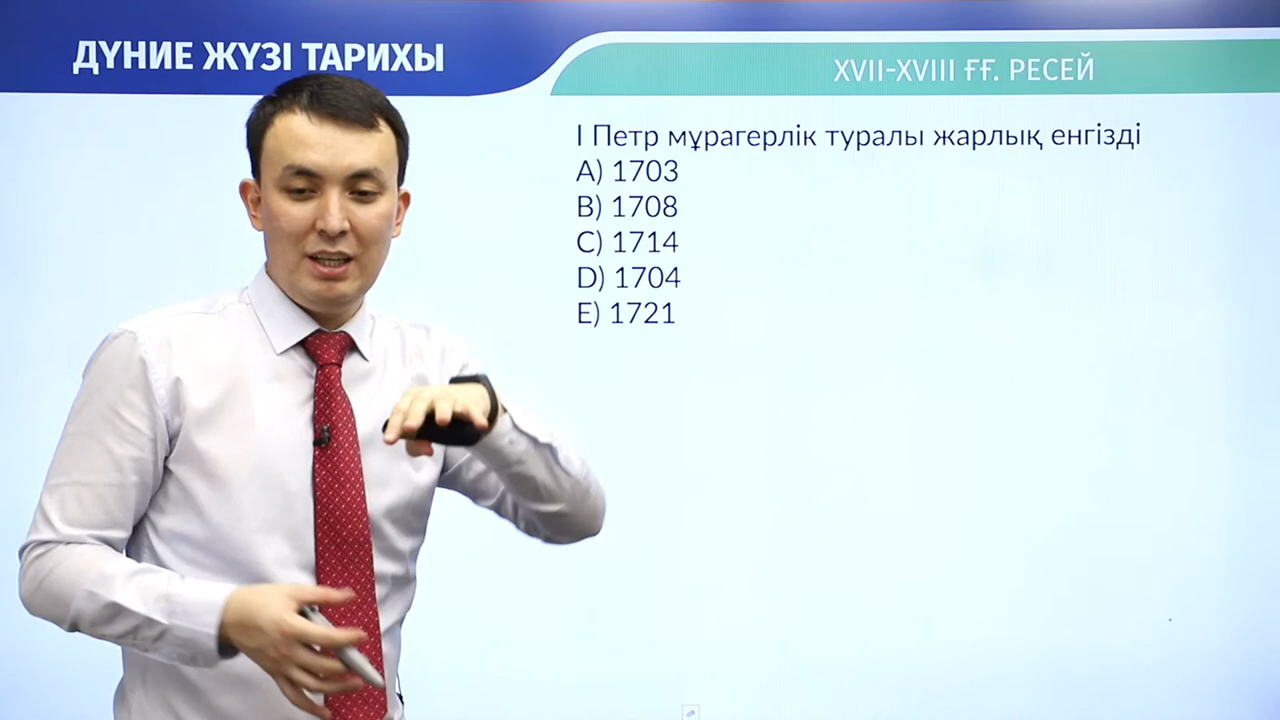 ДҮНИЕ ЖҮЗІ ТАРИХЫ
XVII-XVIII ҒҒ. РЕСЕЙ
І Петр мұрагерлік туралы жарлық енгізді
A) 1703
B) 1708
C) 1714
D) 1704
E) 1721